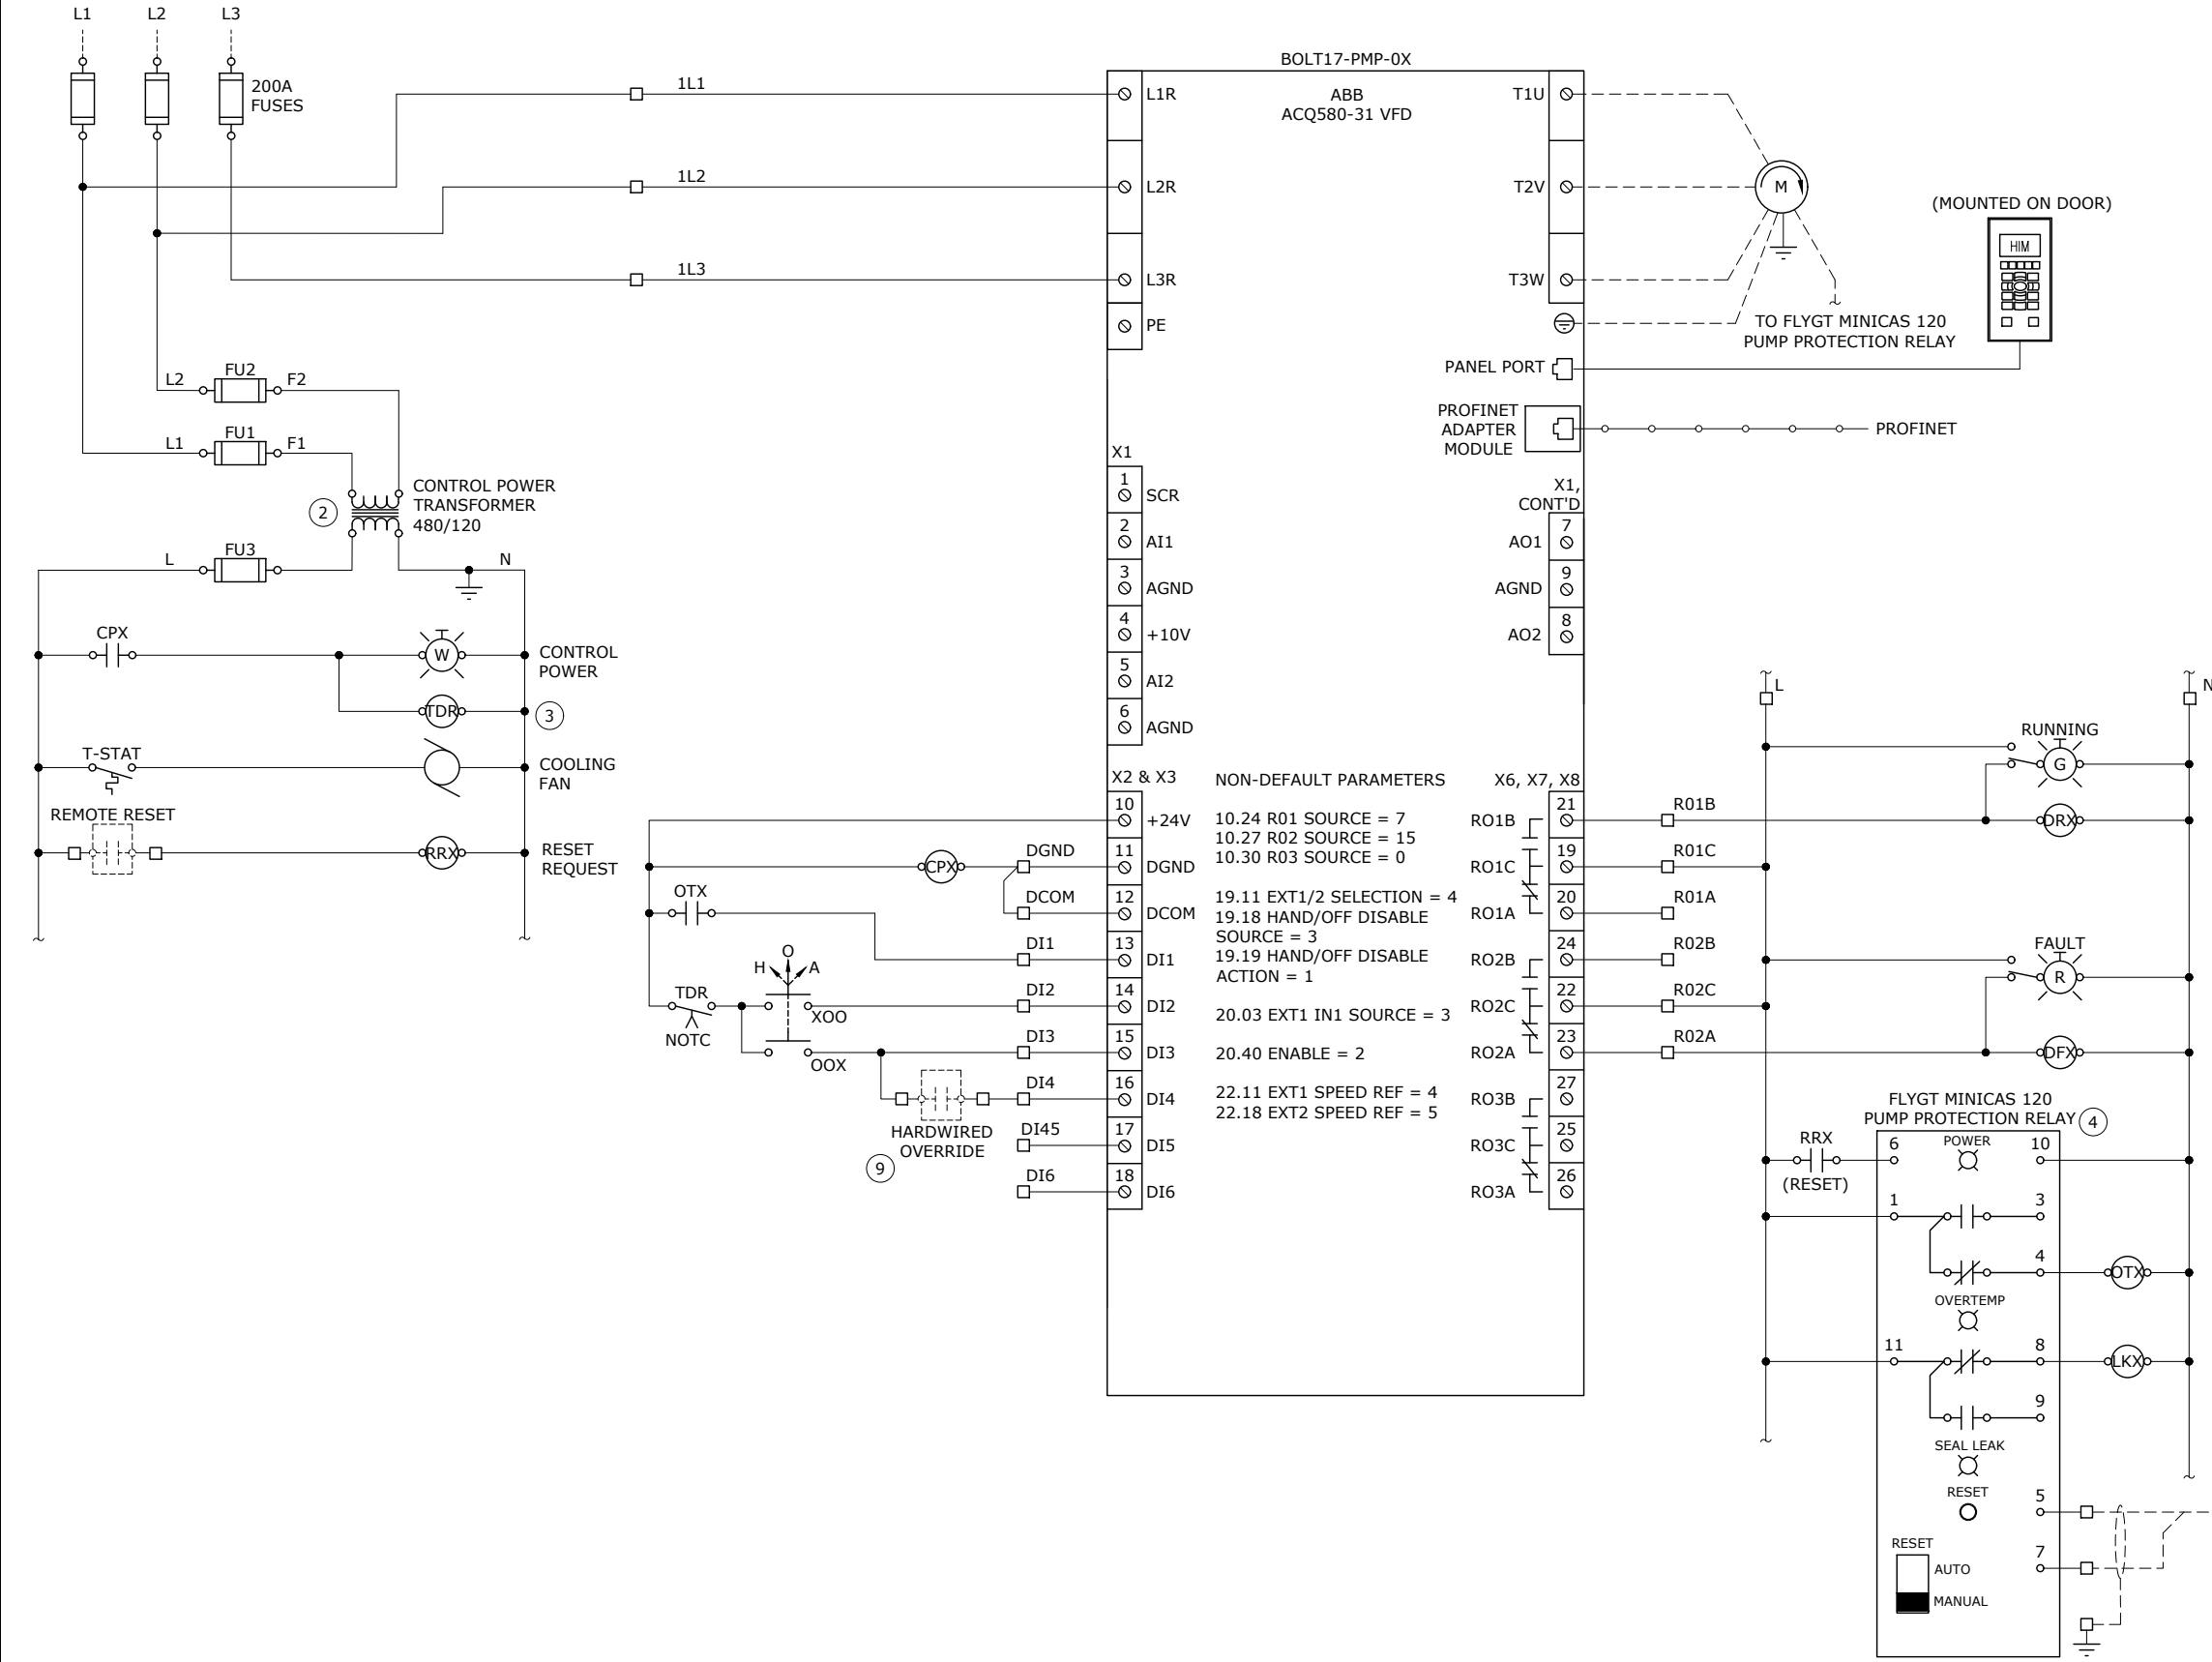 L1
L2
L3
200A
FUSES
1L1
1L2
1L3
BOLT17-PMP-0X
ABB
ACQ580-31 VFD
L1R
L2R
L3R
PE
T1U
T2V
T3W
M
(MOUNTED ON DOOR)
HIM
TO FLYGT MINICAS 120
PUMP PROTECTION RELAY
PANEL PORT
PROFINET
ADAPTER
MODULE
PROFINET
L2
FU2
F2
L1
FU1
F1
2
CONTROL POWER
TRANSFORMER
480/120
L
FU3
N
CPX
W
CONTROL
POWER
TDR
3
T-STAT
COOLING
FAN
REMOTE RESET
RRX
RESET
REQUEST
X1
1
SCR
2
AI1
3
AGND
4
+10V
5
AI2
6
AGND
X1,
CONT'D
7
AO1
9
AGND
8
AO2
X2 & X3
10
+24V
11
DGND
12
DCOM
13
DI1
14
DI2
15
DI3
16
DI4
17
DI5
18
DI6
CPX
DGND
DCOM
OTX
DI1
H
O
A
TDR
NOTC
XOO
DI2
OOX
DI3
DI4
HARDWIRED
OVERRIDE
9
DI45
DI6
NON-DEFAULT PARAMETERS
10.24 R01 SOURCE = 7
10.27 R02 SOURCE = 15
10.30 R03 SOURCE = 0
19.11 EXT1/2 SELECTION = 4
19.18 HAND/OFF DISABLE
SOURCE = 3
19.19 HAND/OFF DISABLE
ACTION = 1
20.03 EXT1 IN1 SOURCE = 3
20.40 ENABLE = 2
22.11 EXT1 SPEED REF = 4
22.18 EXT2 SPEED REF = 5
X6, X7, X8
RO1B
21
RO1C
19
RO1A
20
RO2B
24
RO2C
22
RO2A
23
RO3B
27
RO3C
25
RO3A
26
R01B
R01C
R01A
R02B
R02C
R02A
L
N
RUNNING
G
DRX
FAULT
R
DFX
FLYGT MINICAS 120
PUMP PROTECTION RELAY
4
RRX
(RESET)
6
POWER
10
1
3
4
OTX
OVERTEMP
11
8
LKX
9
SEAL LEAK
RESET
5
7
RESET
AUTO
MANUAL